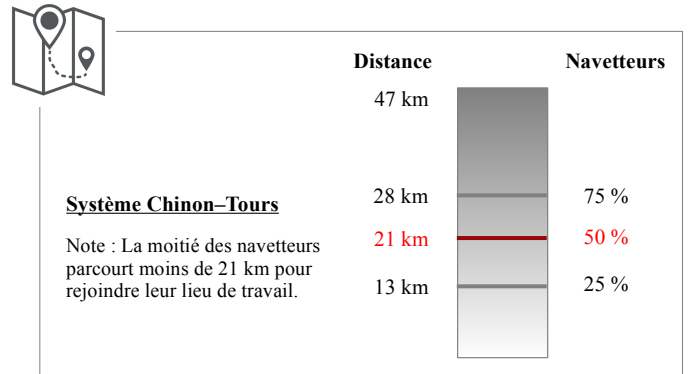 Distance Navetteurs
47 km
28 km 75 %
Système Chinon–Tours
21 km 50 %
Note : La moitié des navetteurs
parcourt moins de 21 km pour
rejoindre leur lieu de travail.
13 km 25 %